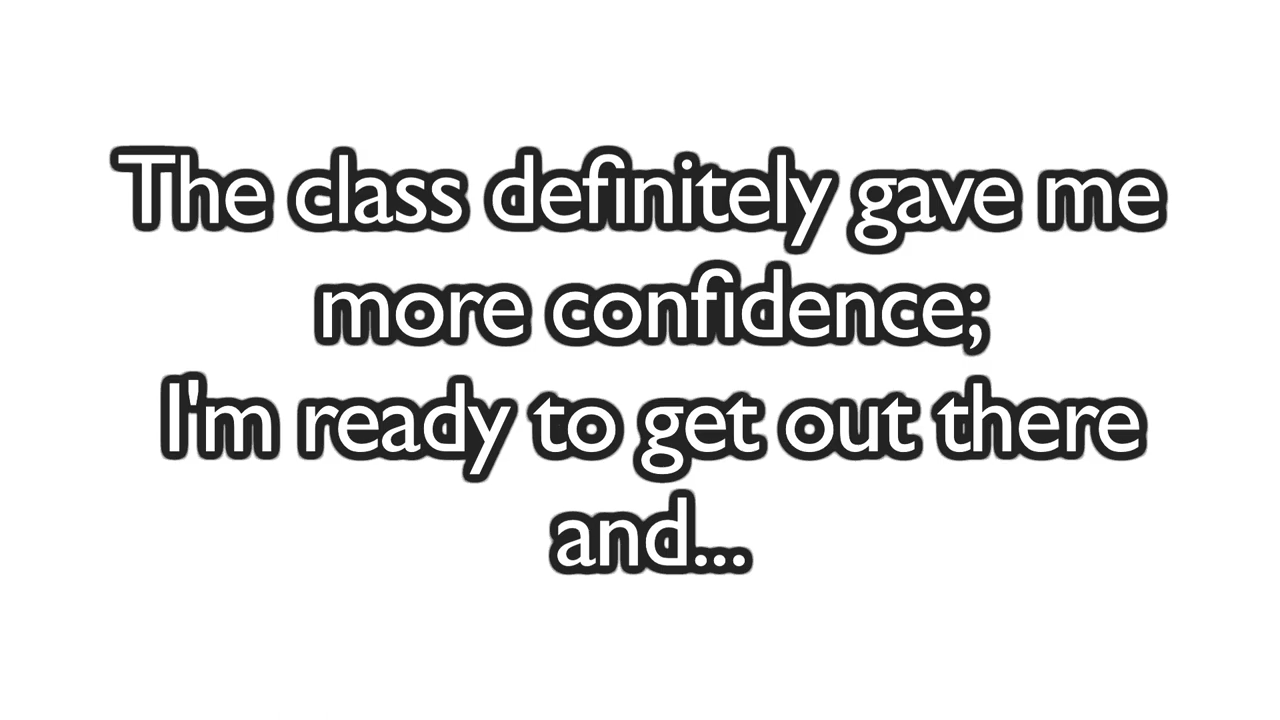 The class definitely gave me
more confidence;
I'm ready to get out there
and...